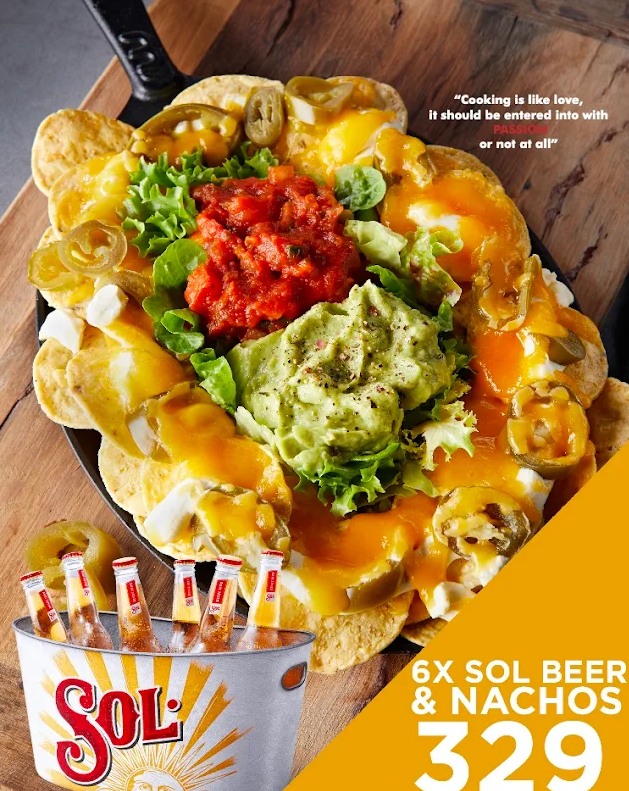 “Cooking is like love,
it should be entered into with
PASSION
or not at all”
SOL
6X SOL BEER
& NACHOS
329